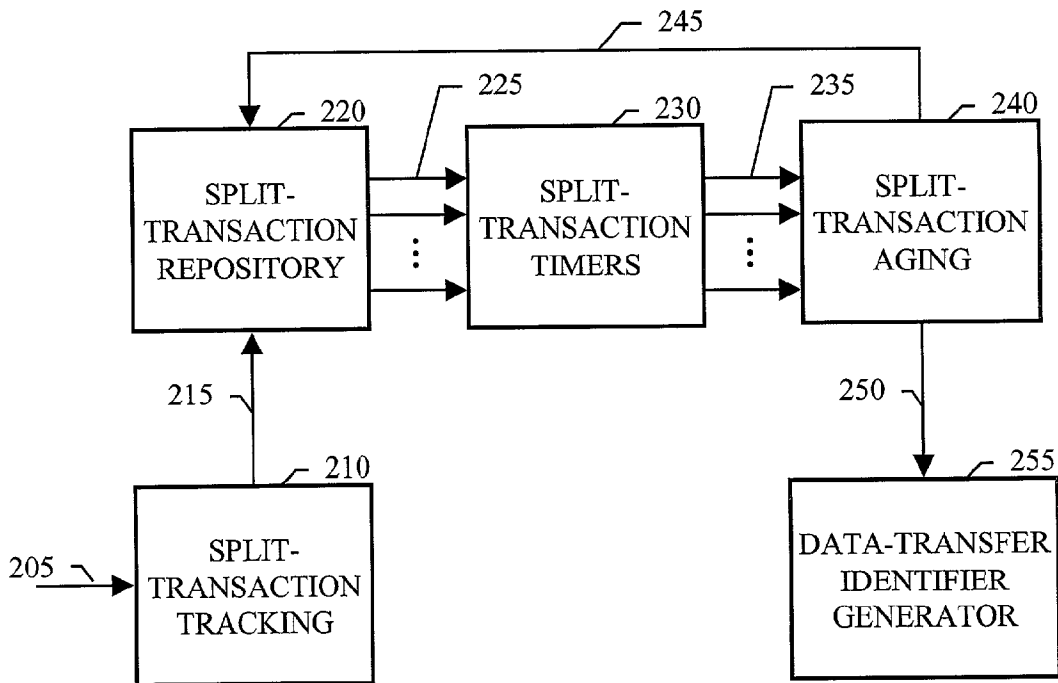 245
220
225
230
235
240
SPLIT-
TRANSACTION
REPOSITORY
SPLIT-
TRANSACTION
TIMERS
SPLIT-
TRANSACTION
AGING
215
250
210
255
205
SPLIT-
TRANSACTION
TRACKING
DATA-TRANSFER
IDENTIFIER
GENERATOR